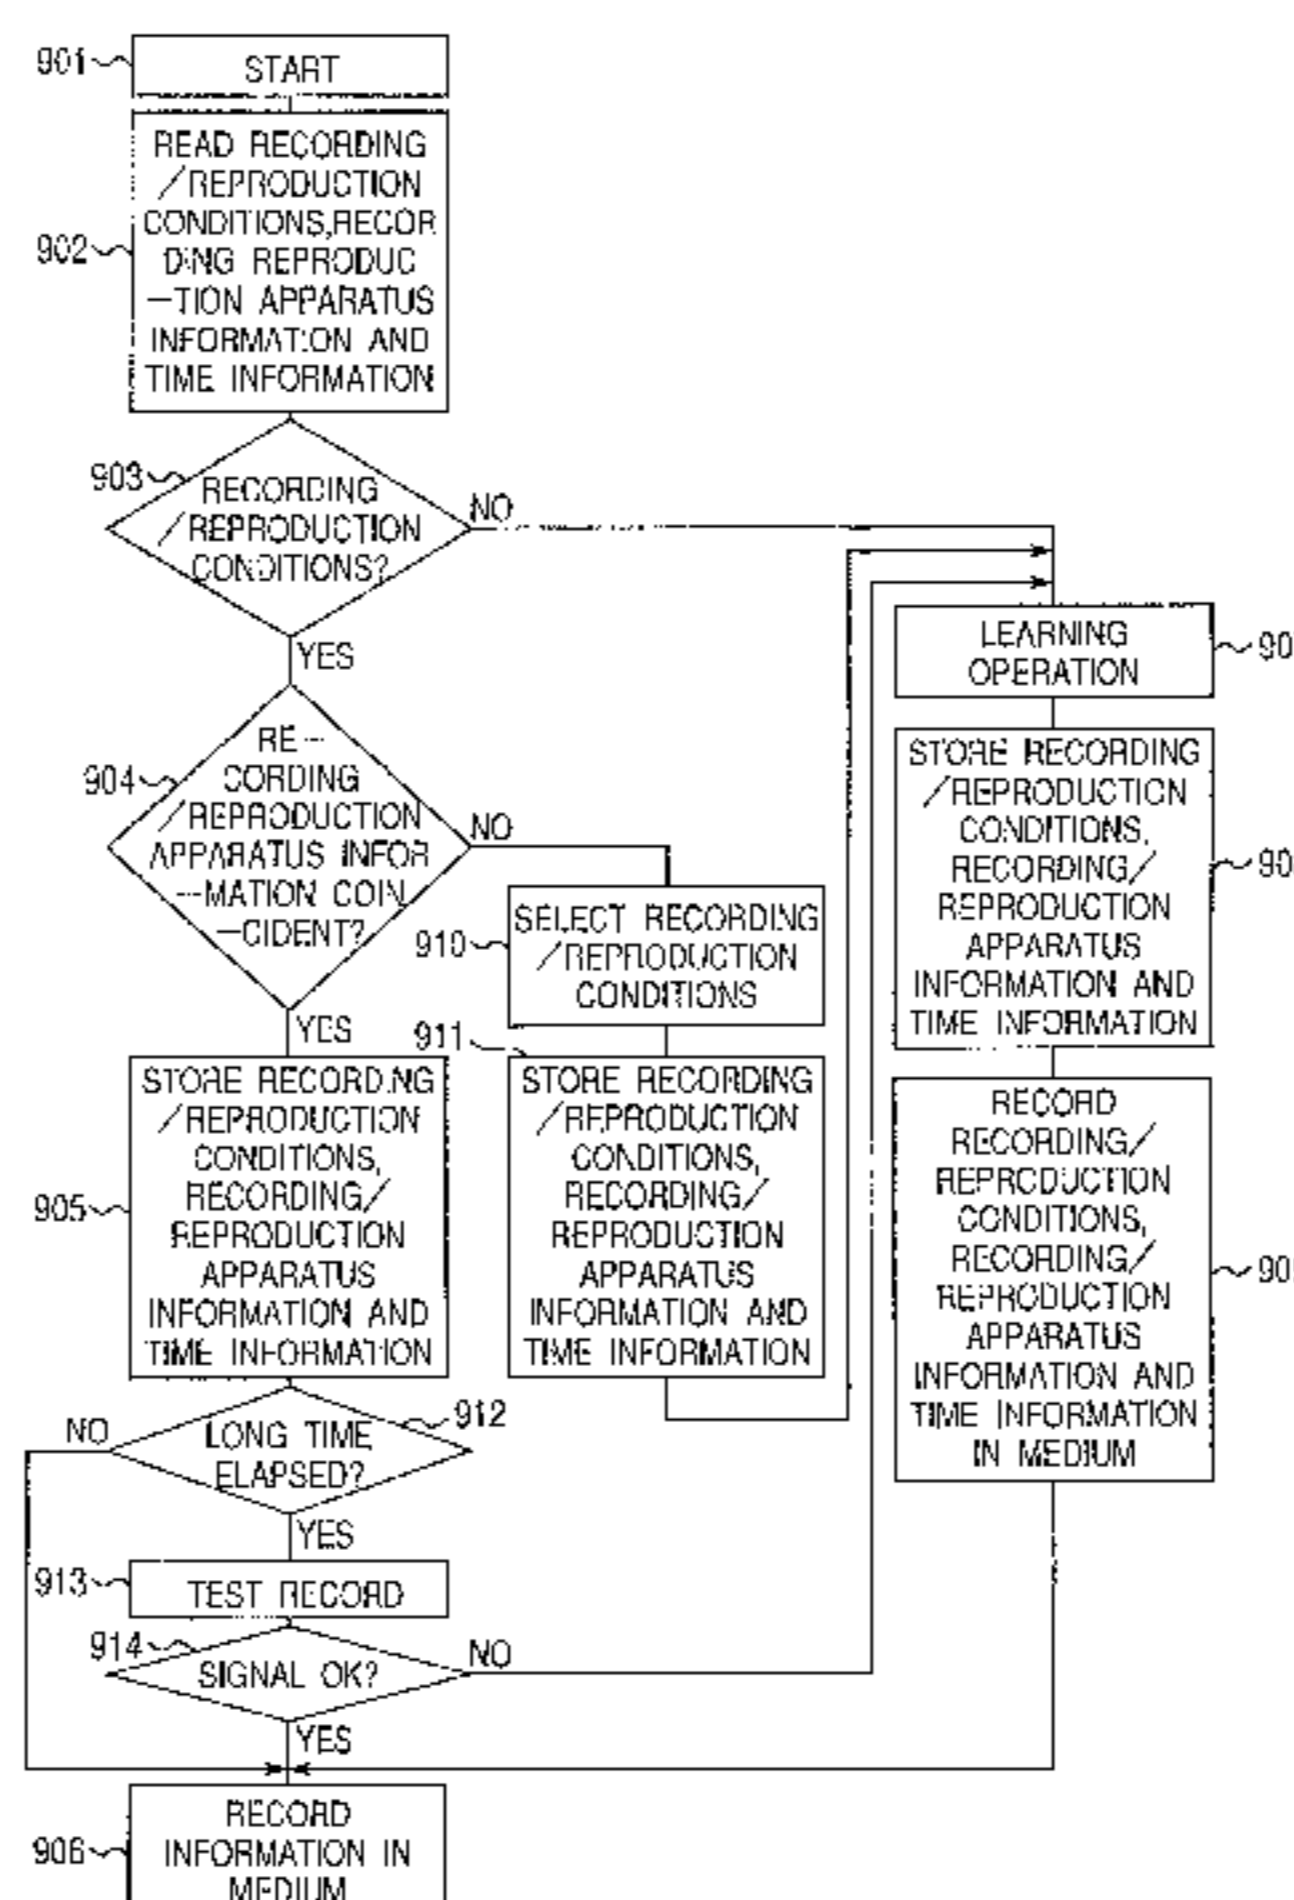 901
START
902
READ RECORDING
/REPRODUCTION
CONDITIONS,RECOR
DING REPRODUC
-TION APPARATUS
INFORMATION AND
TIME INFORMATION
903
RECORDING
/REPRODUCTION
CONDITIONS?
NO
YES
904
RE-
CORDING
/REPRODUCTION
APPARATUS INFOR
-MATION COIN
-CIDENT?
NO
YES
905
STORE RECORDING
/REPRODUCTION
CONDITIONS,
RECORDING/
REPRODUCTION
APPARATUS
INFORMATION AND
TIME INFORMATION
910
SELECT RECORDING
/REPRODUCTION
CONDITIONS
911
STORE RECORDING
/REPRODUCTION
CONDITIONS,
RECORDING/
REPRODUCTION
APPARATUS
INFORMATION AND
TIME INFORMATION
LEARNING
OPERATION
90
STORE RECORDING
/REPRODUCTION
CONDITIONS,
RECORDING/
REPRODUCTION
APPARATUS
INFORMATION AND
TIME INFORMATION
90
RECORD
RECORDING/
REPRODUCTION
CONDITIONS,
RECORDING/
REPRODUCTION
APPARATUS
INFORMATION AND
TIME INFORMATION
IN MEDIUM
90
912
LONG TIME
ELAPSED?
NO
YES
913
TEST RECORD
914
SIGNAL OK?
NO
YES
906
RECORD
INFORMATION IN
MEDIUM